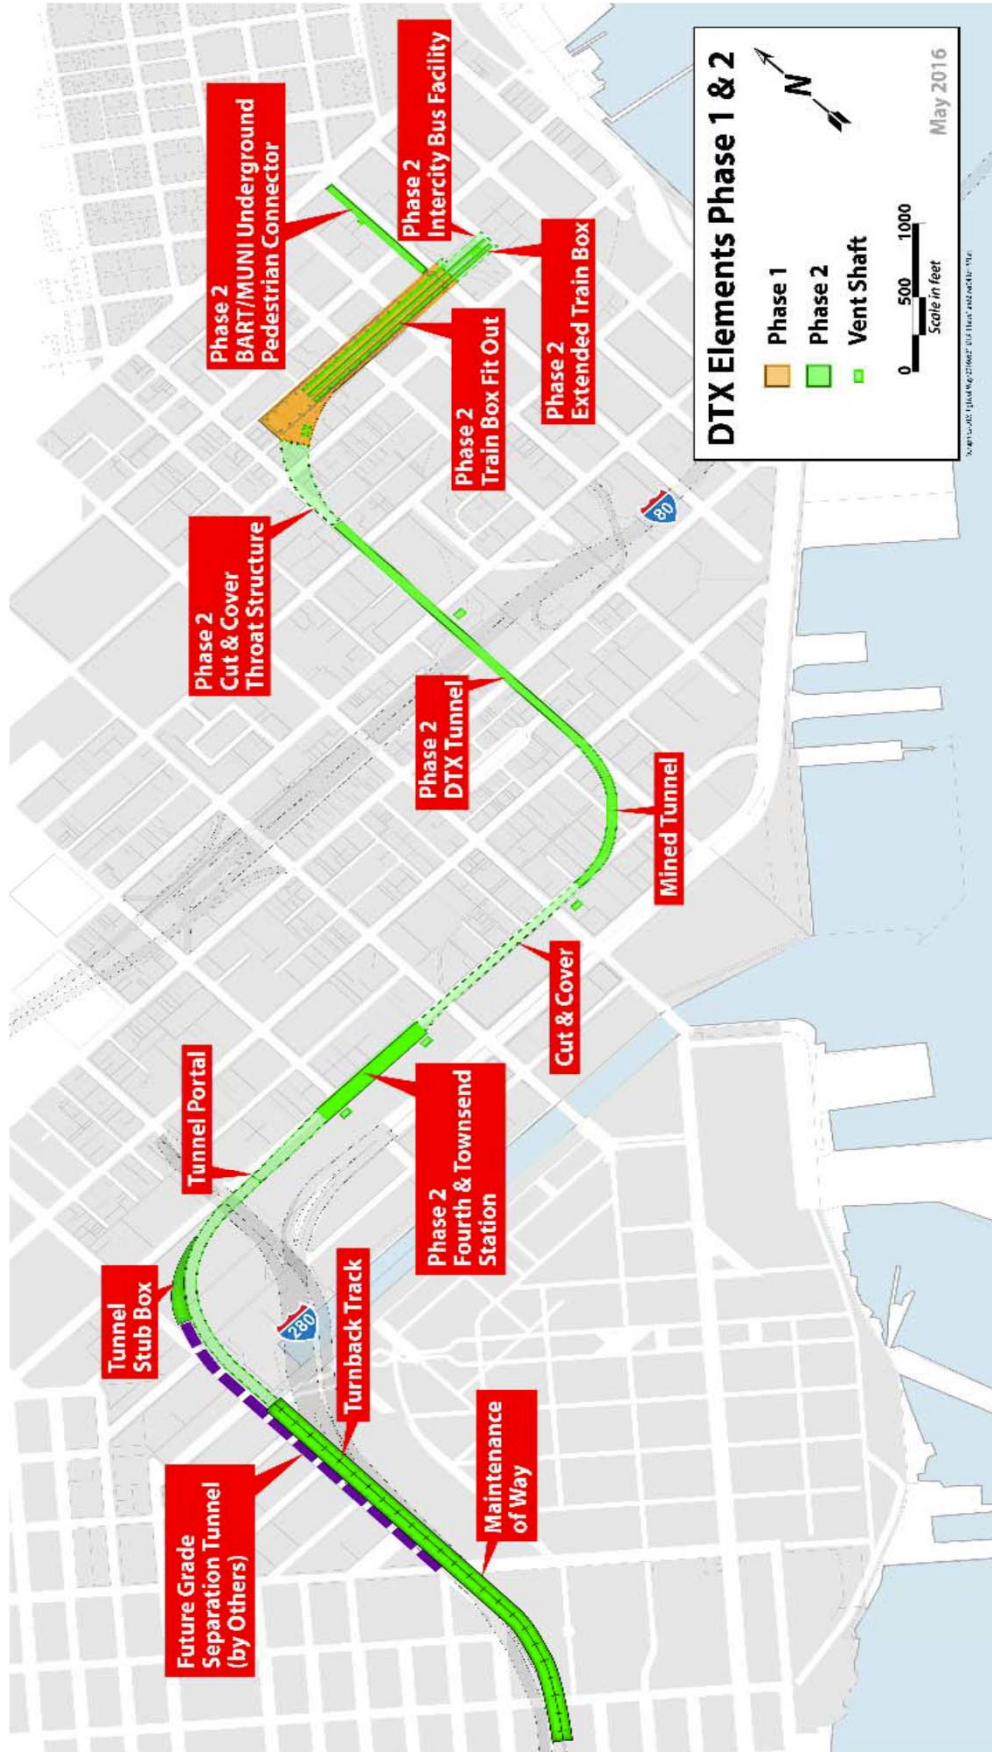 Future Grade
Separation Tunnel
(by Others)
Tunnel
Stub Box
Tunnel Portal
Phase 2
Cut & Cover
Throat Structure
Phase 2
BART/MUNI Underground
Pedestrian Connector
Phase 2
Intercity Bus Facility
Phase 2
Extended Train Box
Phase 2
Train Box Fit Out
Phase 2
DTX Tunnel
Mined Tunnel
Cut & Cover
Phase 2
Fourth & Townsend
Station
Turnback Track
Maintenance
of Way
280
80
DTX Elements Phase 1 & 2
Phase 1
Phase 2
Vent Shaft
N
0 500 1000
Scale in feet
May 2016